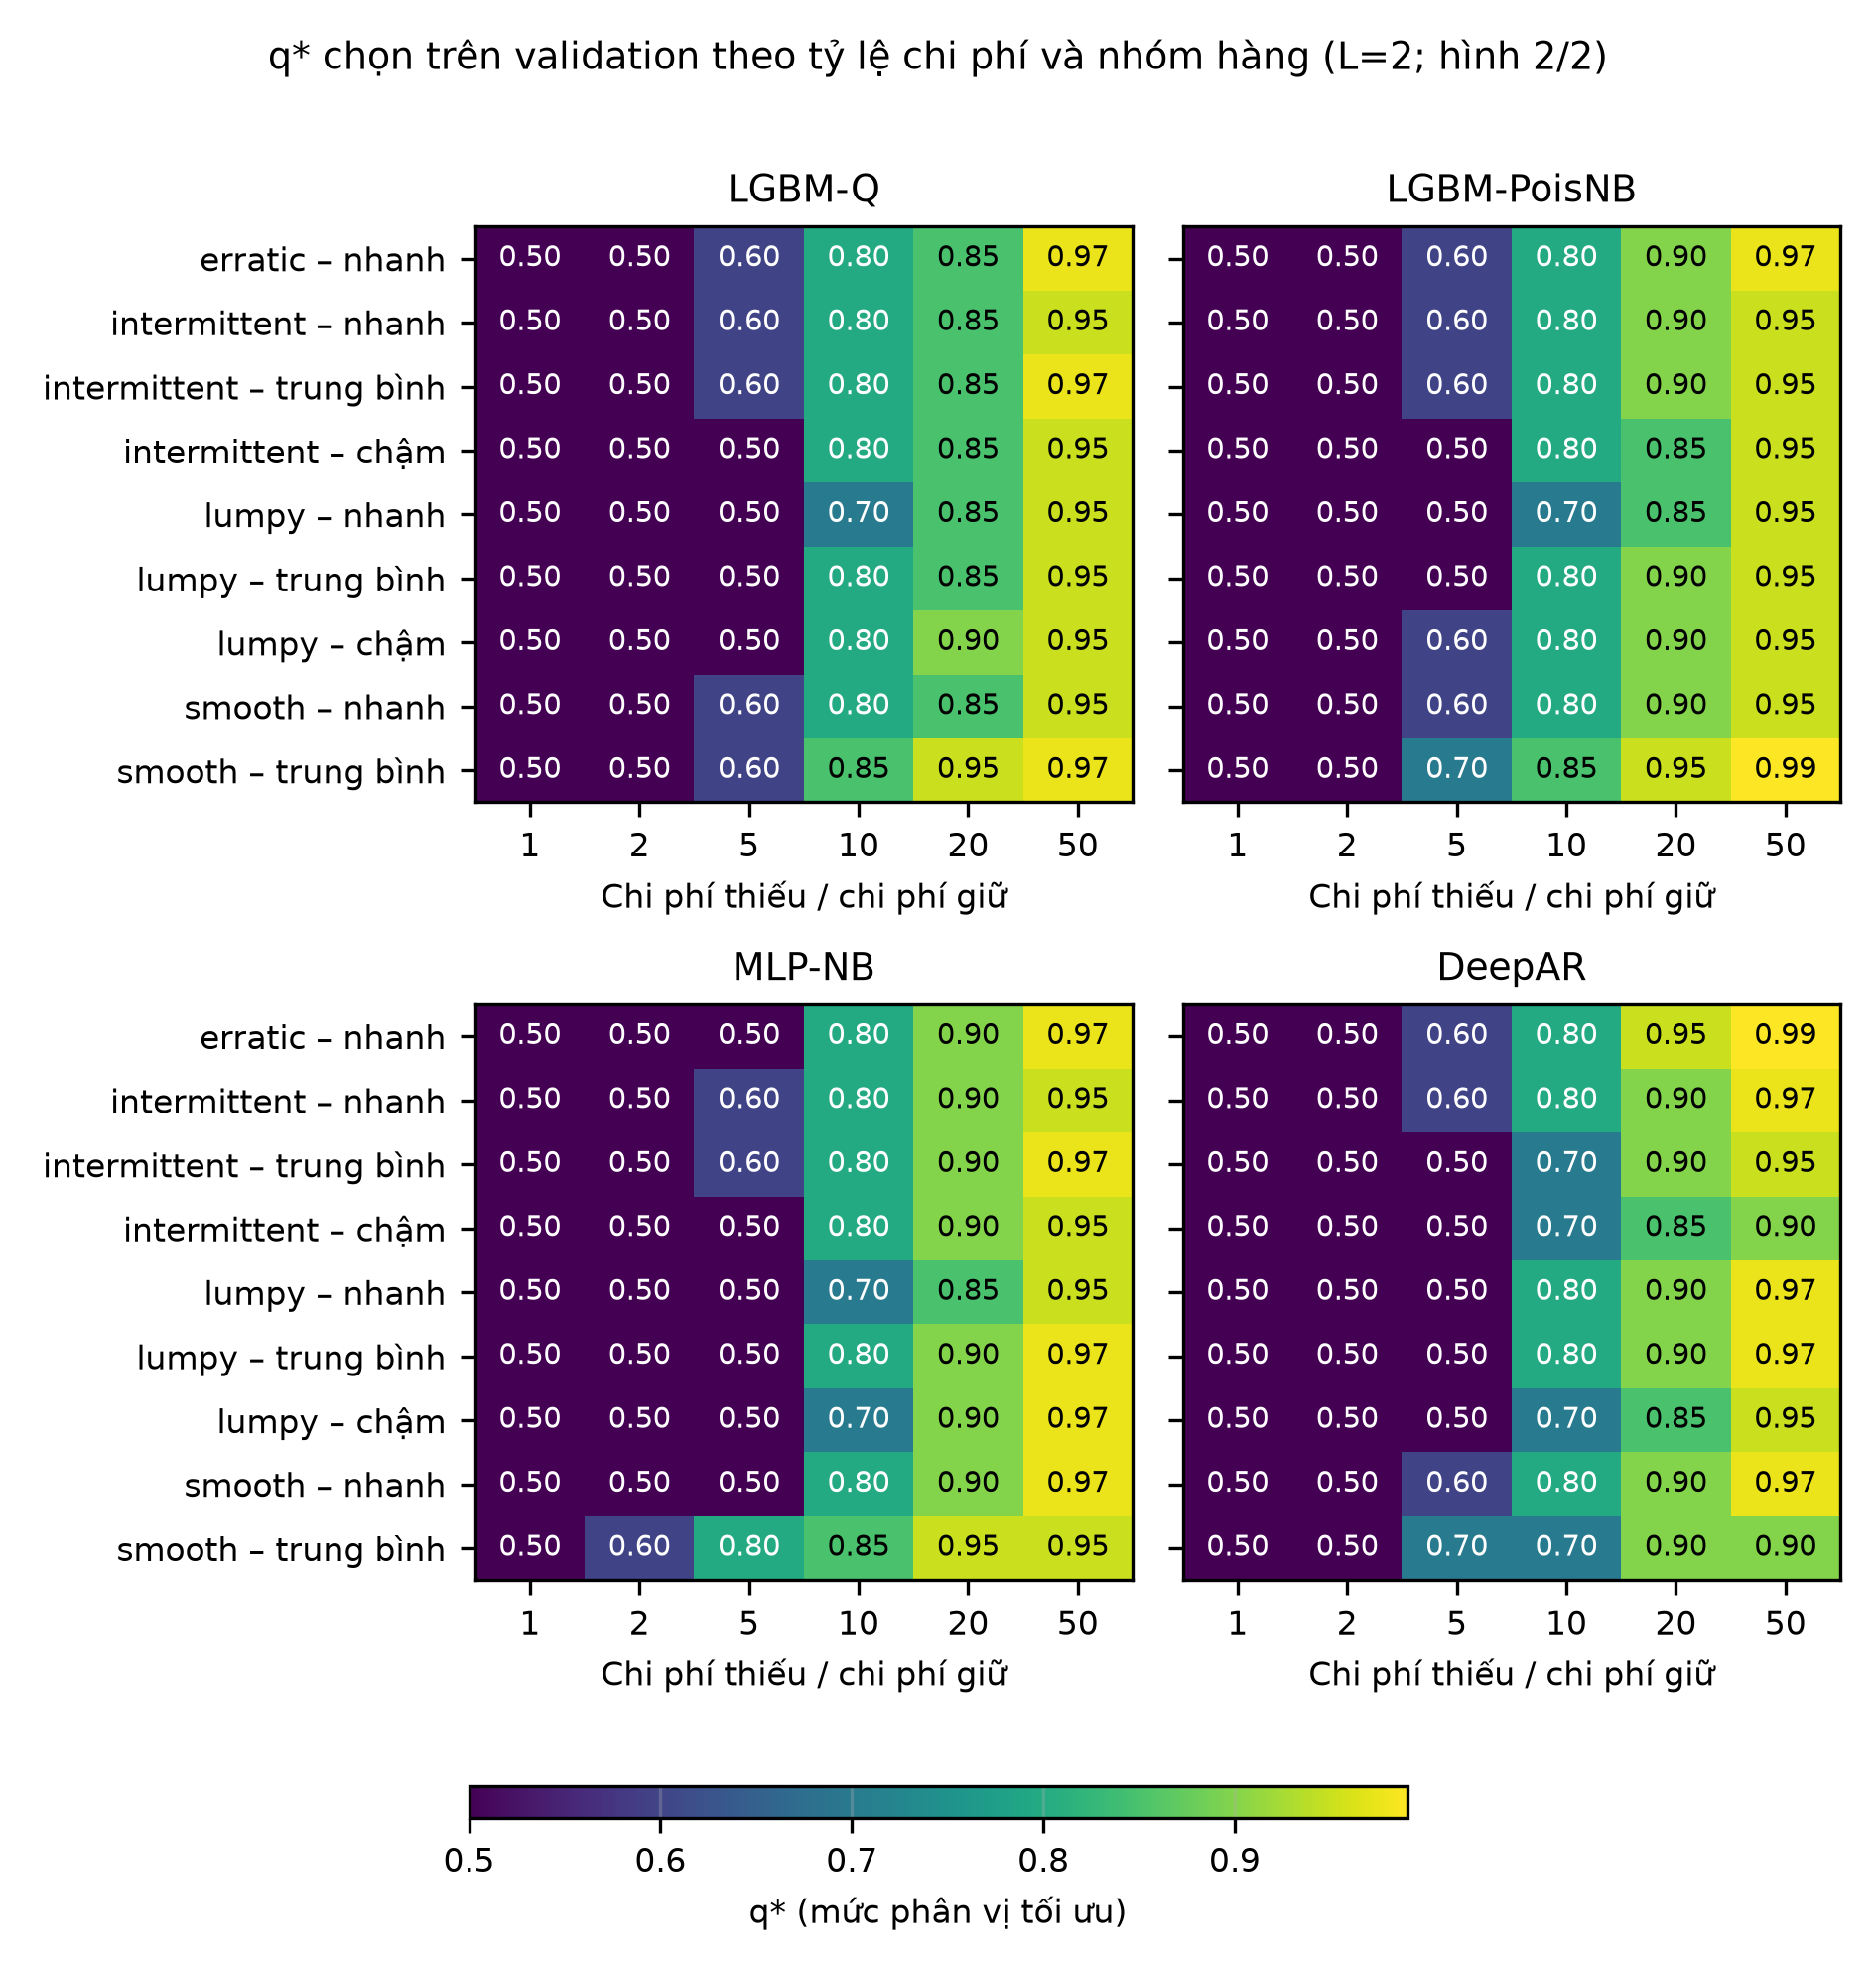 q* chọn trên validation theo tỷ lệ chi phí và nhóm hàng (L=2; hình 2/2)
LGBM-Q
erratic – nhanh 0.50 0.50 0.60 0.80 0.85 0.97
intermittent – nhanh 0.50 0.50 0.60 0.80 0.85 0.95
intermittent – trung bình 0.50 0.50 0.60 0.80 0.85 0.97
intermittent – chậm 0.50 0.50 0.50 0.80 0.85 0.95
lumpy – nhanh 0.50 0.50 0.50 0.70 0.85 0.95
lumpy – trung bình 0.50 0.50 0.50 0.80 0.85 0.95
lumpy – chậm 0.50 0.50 0.50 0.80 0.90 0.95
smooth – nhanh 0.50 0.50 0.60 0.80 0.85 0.95
smooth – trung bình 0.50 0.50 0.60 0.85 0.95 0.97
1 2 5 10 20 50
Chi phí thiếu / chi phí giữ
LGBM-PoisNB
0.50 0.50 0.60 0.80 0.90 0.97
0.50 0.50 0.60 0.80 0.90 0.95
0.50 0.50 0.60 0.80 0.90 0.95
0.50 0.50 0.50 0.80 0.85 0.95
0.50 0.50 0.50 0.70 0.85 0.95
0.50 0.50 0.50 0.80 0.90 0.95
0.50 0.50 0.60 0.80 0.90 0.95
0.50 0.50 0.60 0.80 0.90 0.95
0.50 0.50 0.70 0.85 0.95 0.99
1 2 5 10 20 50
Chi phí thiếu / chi phí giữ
MLP-NB
erratic – nhanh 0.50 0.50 0.50 0.80 0.90 0.97
intermittent – nhanh 0.50 0.50 0.60 0.80 0.90 0.95
intermittent – trung bình 0.50 0.50 0.60 0.80 0.90 0.97
intermittent – chậm 0.50 0.50 0.50 0.80 0.90 0.95
lumpy – nhanh 0.50 0.50 0.50 0.70 0.85 0.95
lumpy – trung bình 0.50 0.50 0.50 0.80 0.90 0.97
lumpy – chậm 0.50 0.50 0.50 0.70 0.90 0.97
smooth – nhanh 0.50 0.50 0.50 0.80 0.90 0.97
smooth – trung bình 0.50 0.60 0.80 0.85 0.95 0.95
1 2 5 10 20 50
Chi phí thiếu / chi phí giữ
DeepAR
0.50 0.50 0.60 0.80 0.95 0.99
0.50 0.50 0.60 0.80 0.90 0.97
0.50 0.50 0.50 0.70 0.90 0.95
0.50 0.50 0.50 0.70 0.85 0.90
0.50 0.50 0.50 0.80 0.90 0.97
0.50 0.50 0.50 0.80 0.90 0.97
0.50 0.50 0.50 0.70 0.85 0.95
0.50 0.50 0.60 0.80 0.90 0.97
0.50 0.50 0.70 0.70 0.90 0.90
1 2 5 10 20 50
Chi phí thiếu / chi phí giữ
0.5 0.6 0.7 0.8 0.9
q* (mức phân vị tối ưu)